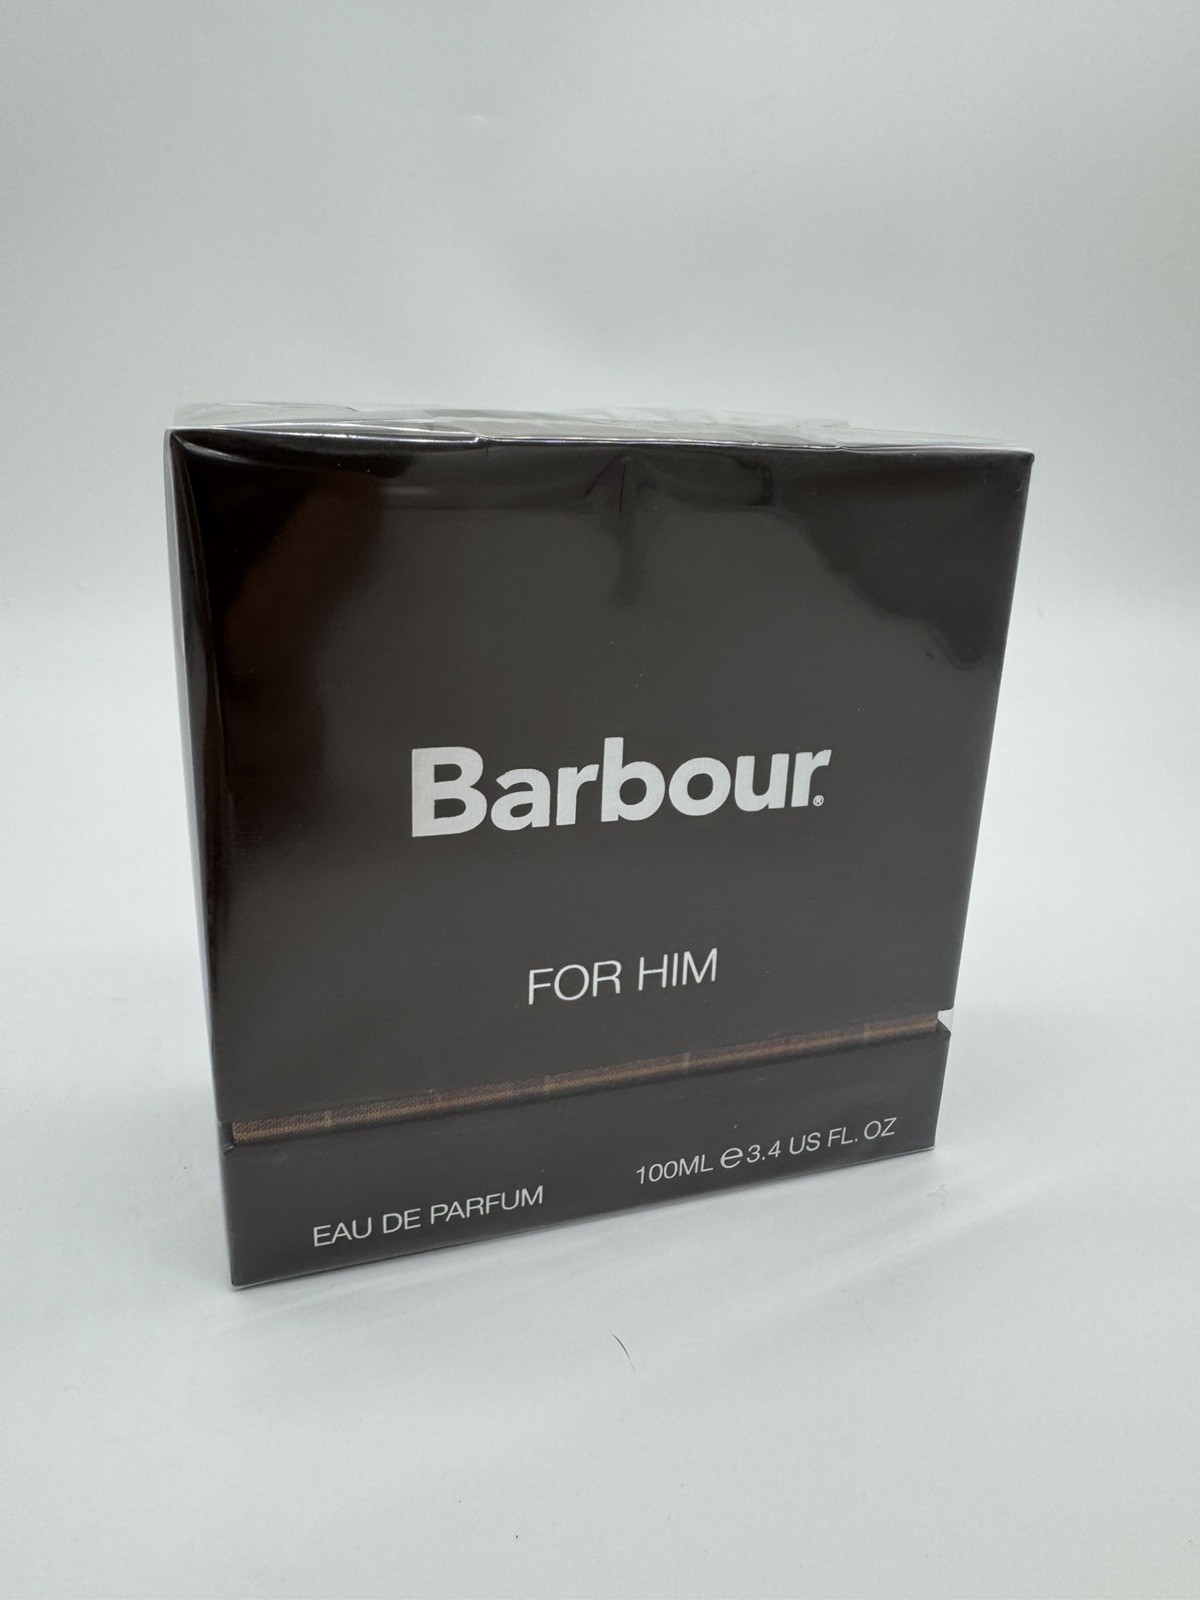 Barbour®
FOR HIM
EAU DE PARFUM
100ML ℮ 3.4 US FL. OZ